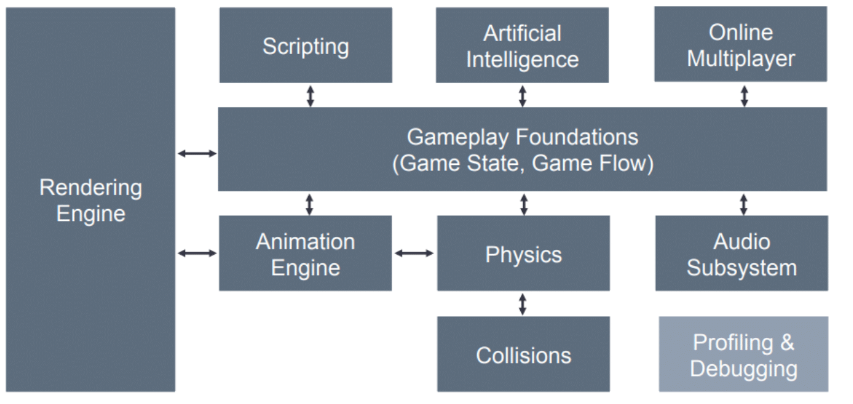 Scripting
Artificial
Intelligence
Online
Multiplayer
Gameplay Foundations
(Game State, Game Flow)
Rendering
Engine
Animation
Engine
Physics
Audio
Subsystem
Collisions
Profiling &
Debugging